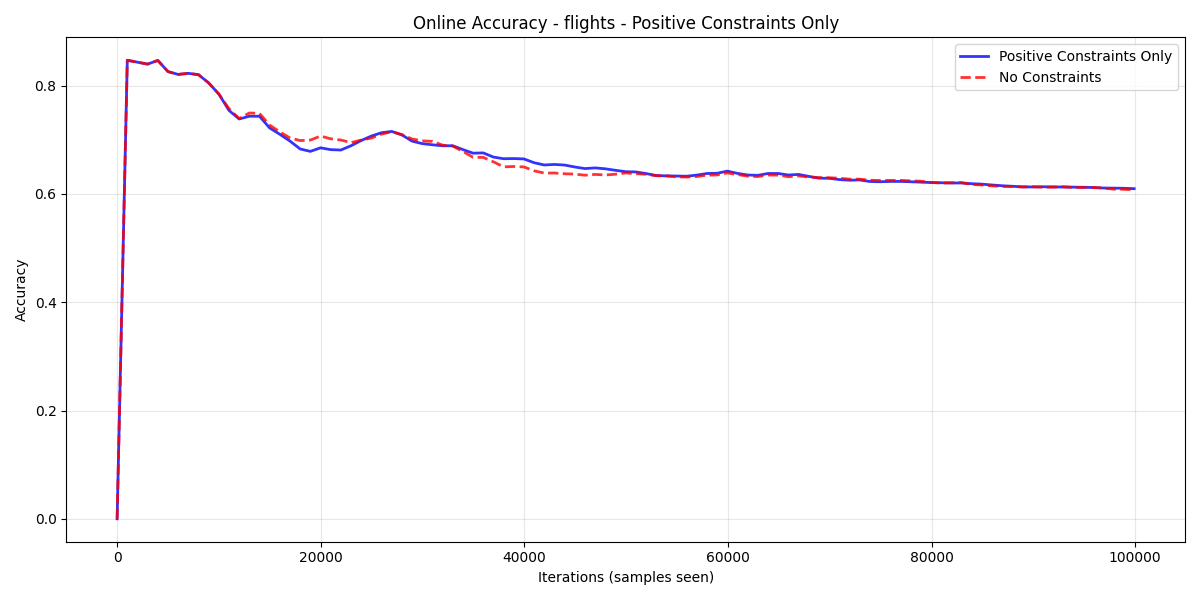 Online Accuracy - flights - Positive Constraints Only
Positive Constraints Only
No Constraints
Accuracy
0.8
0.6
0.4
0.2
0.0
0
20000
40000
60000
80000
100000
Iterations (samples seen)